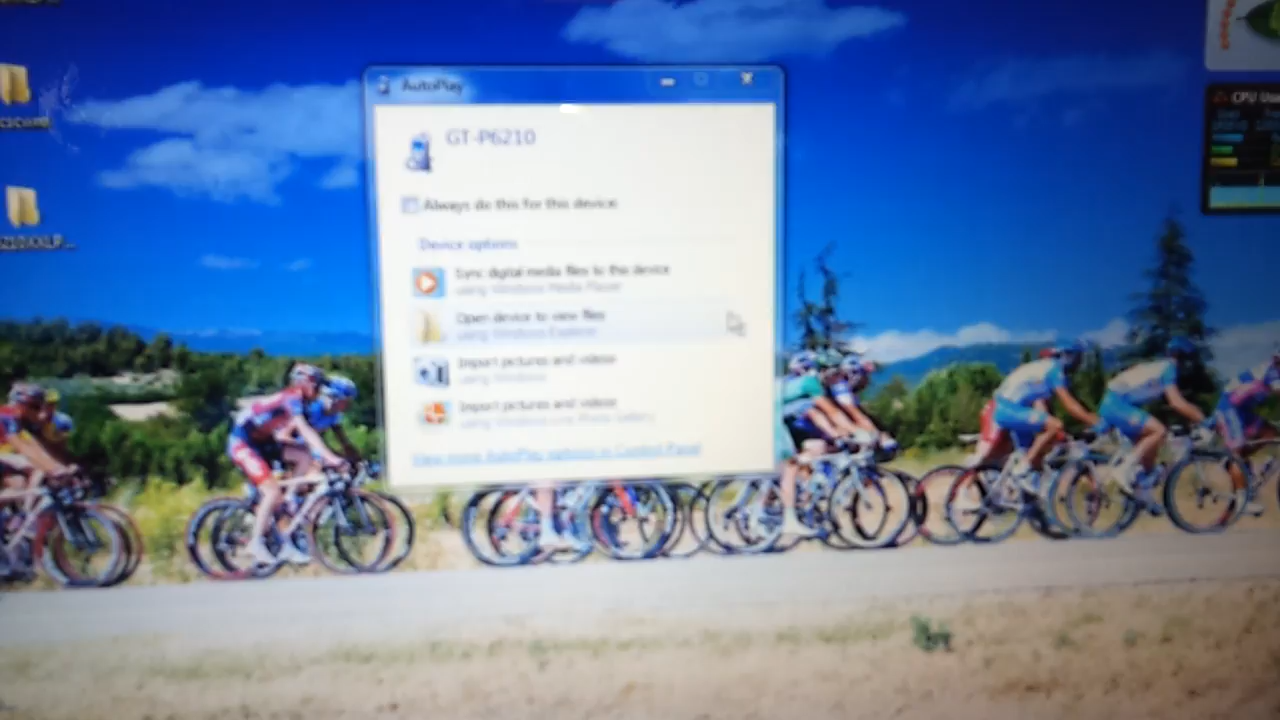 AutoPlay
GT-P6210
Always do this for this device:
Device options
Sync digital media files to this device
using Windows Media Player
Open device to view files
using Windows Explorer
Import pictures and videos
using Windows
Import pictures and videos
using Windows Live Photo Gallery
View more AutoPlay options in Control Panel
CPU